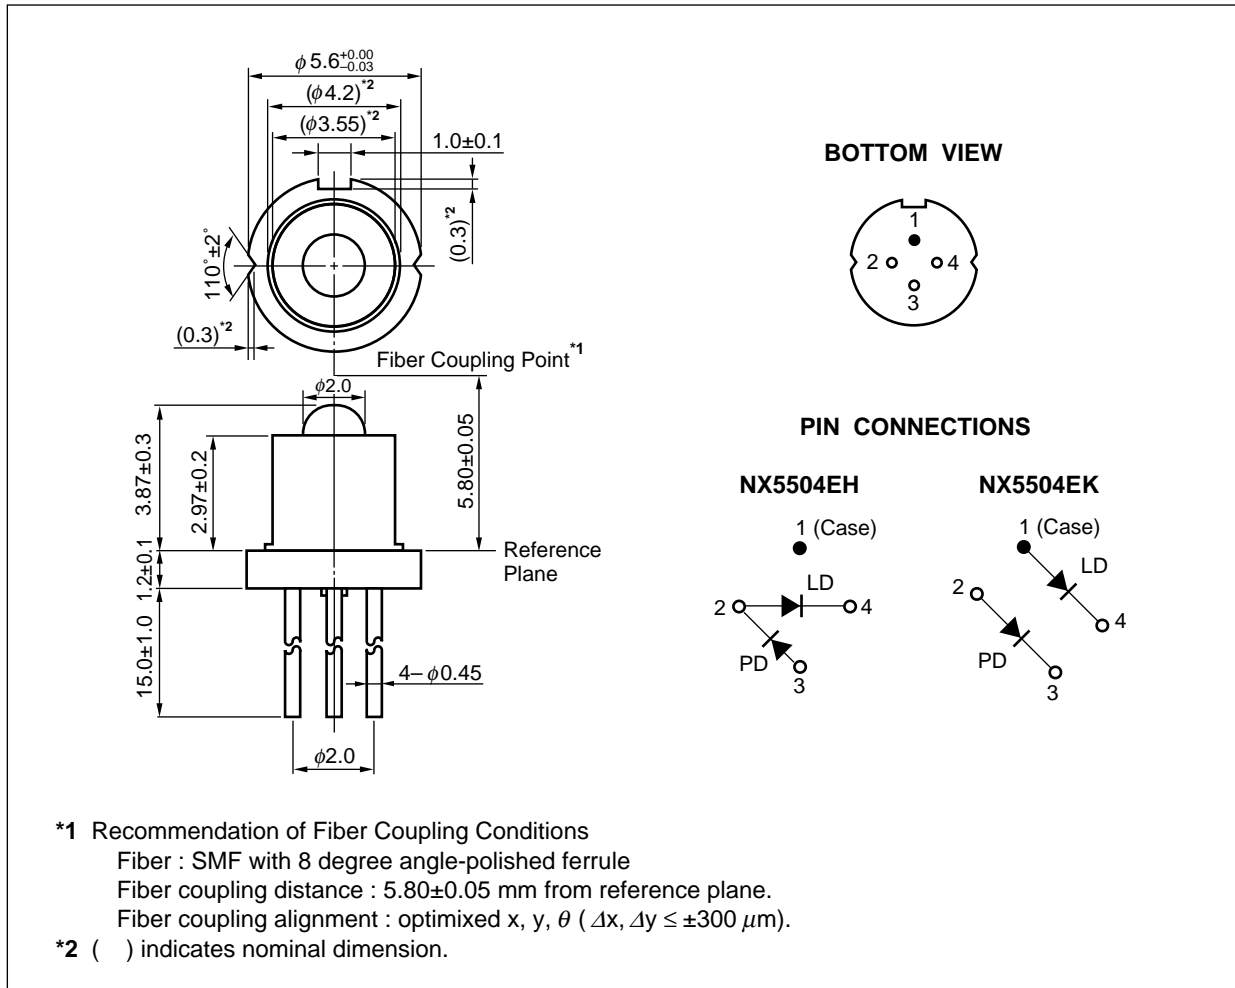 ϕ 5.6 +0.00 –0.03
(ϕ4.2)*2
(ϕ3.55)*2
1.0±0.1
(0.3)*2
110°±2°
(0.3)*2
Fiber Coupling Point*1
ϕ2.0
3.87±0.3
2.97±0.2
5.80±0.05
1.2±0.1
Reference
Plane
15.0±1.0
4–ϕ0.45
ϕ2.0
BOTTOM VIEW
1
2
4
3
PIN CONNECTIONS
NX5504EH
1 (Case)
LD
2
4
PD
3
NX5504EK
1 (Case)
LD
2
4
PD
3
*1 Recommendation of Fiber Coupling Conditions
Fiber : SMF with 8 degree angle-polished ferrule
Fiber coupling distance : 5.80±0.05 mm from reference plane.
Fiber coupling alignment : optimixed x, y, θ ( Δx, Δy ≤ ±300 μm).
*2 ( ) indicates nominal dimension.